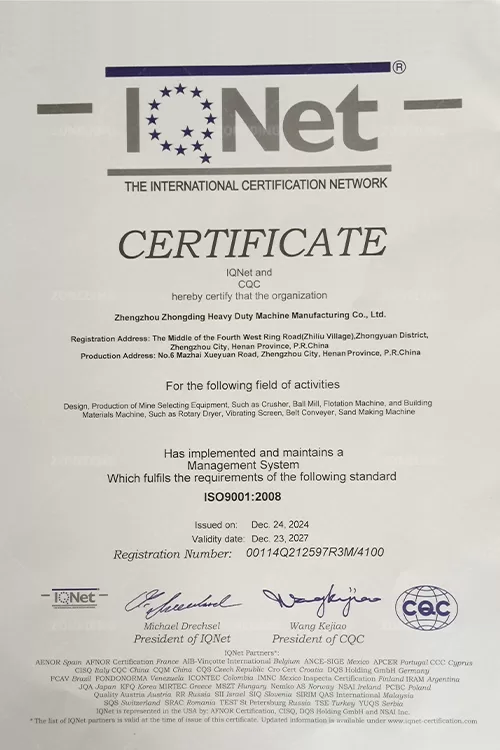 IQNet ®
THE INTERNATIONAL CERTIFICATION NETWORK
CERTIFICATE
IQNet and
CQC
hereby certify that the organization
Zhengzhou Zhongding Heavy Duty Machine Manufacturing Co., Ltd.
Registration Address: The Middle of the Fourth West Ring Road(Zhiliu Village),Zhongyuan District,
Zhengzhou City, Henan Province, P.R.China
Production Address: No.6 Mazhai Xueyuan Road, Zhengzhou City, Henan Province, P.R.China
For the following field of activities
Design, Production of Mine Selecting Equipment, Such as Crusher, Ball Mill, Flotation Machine, and Building
Materials Machine, Such as Rotary Dryer, Vibrating Screen, Belt Conveyer, Sand Making Machine
Has implemented and maintains a
Management System
Which fulfils the requirements of the following standard
ISO9001:2008
Issued on: Dec. 24, 2024
Validity date: Dec. 23, 2027
Registration Number: 00114Q212597R3M/4100
IQNet
CQC
Michael Drechsel Wang Kejiao
President of IQNet President of CQC
IQNet Partners*:
AENOR Spain AFNOR Certification France AIB-Vinçotte International Belgium ANCE-SIGE Mexico APCER Portugal CCC Cyprus
CISQ Italy CQC China CQM China CQS Czech Republic Cro Cert Croatia DQS Holding GmbH Germany
FCAV Brazil FONDONORMA Venezuela ICONTEC Colombia IMNC Mexico Inspecta Certification Finland IRAM Argentina
JQA Japan KFQ Korea MIRTEC Greece MSZT Hungary Nemko AS Norway NSAI Ireland PCBC Poland
Quality Austria Austria RR Russia SII Israel SIQ Slovenia SIRIM QAS International Malaysia
SQS Switzerland SRAC Romania TEST St Petersburg Russia TSE Turkey YUQS Serbia
IQNet is represented in the USA by: AFNOR Certification, CISQ, DQS Holding GmbH and NSAI Inc.
* The list of IQNet partners is valid at the time of issue of this certificate. Updated information is available under www.iqnet-certification.com